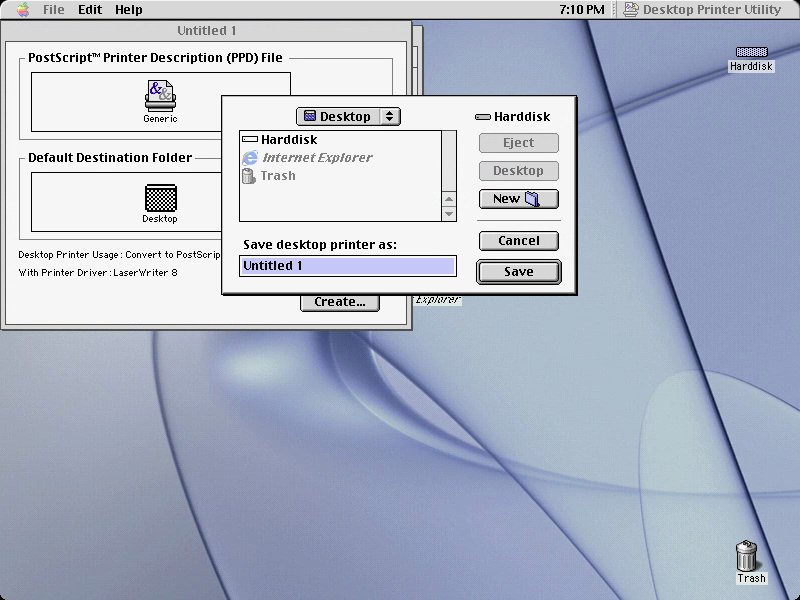 File Edit Help 7:10 PM Desktop Printer Utility
Untitled 1
PostScript™ Printer Description (PPD) File
Generic
Default Destination Folder
Desktop
Desktop Printer Usage : Convert to PostScrip
With Printer Driver : LaserWriter 8
Create...
Desktop
Harddisk
Internet Explorer
Trash
Save desktop printer as:
Untitled 1
Harddisk
Eject
Desktop
New
Cancel
Save
Explorer
Harddisk
Trash